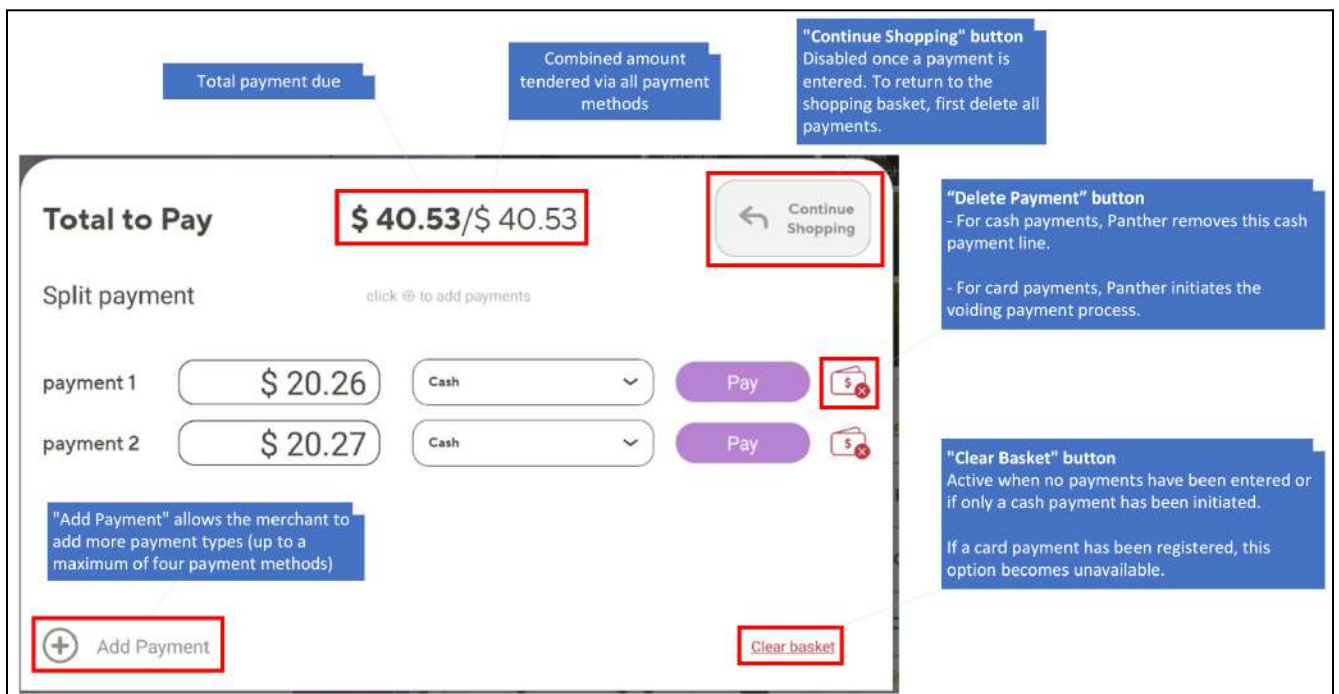 Total payment due
Combined amount
tendered via all payment
methods
"Continue Shopping" button
Disabled once a payment is
entered. To return to the
shopping basket, first delete all
payments.
Total to Pay
$ 40.53/$ 40.53
Continue
Shopping
"Delete Payment” button
- For cash payments, Panther removes this cash
payment line.
- For card payments, Panther initiates the
voiding payment process.
Split payment
click ⊕ to add payments
payment 1 $ 20.26 Cash Pay
payment 2 $ 20.27 Cash Pay
"Clear Basket" button
Active when no payments have been entered or
if only a cash payment has been initiated.
If a card payment has been registered, this
option becomes unavailable.
"Add Payment" allows the merchant to
add more payment types (up to a
maximum of four payment methods)
Add Payment
Clear basket